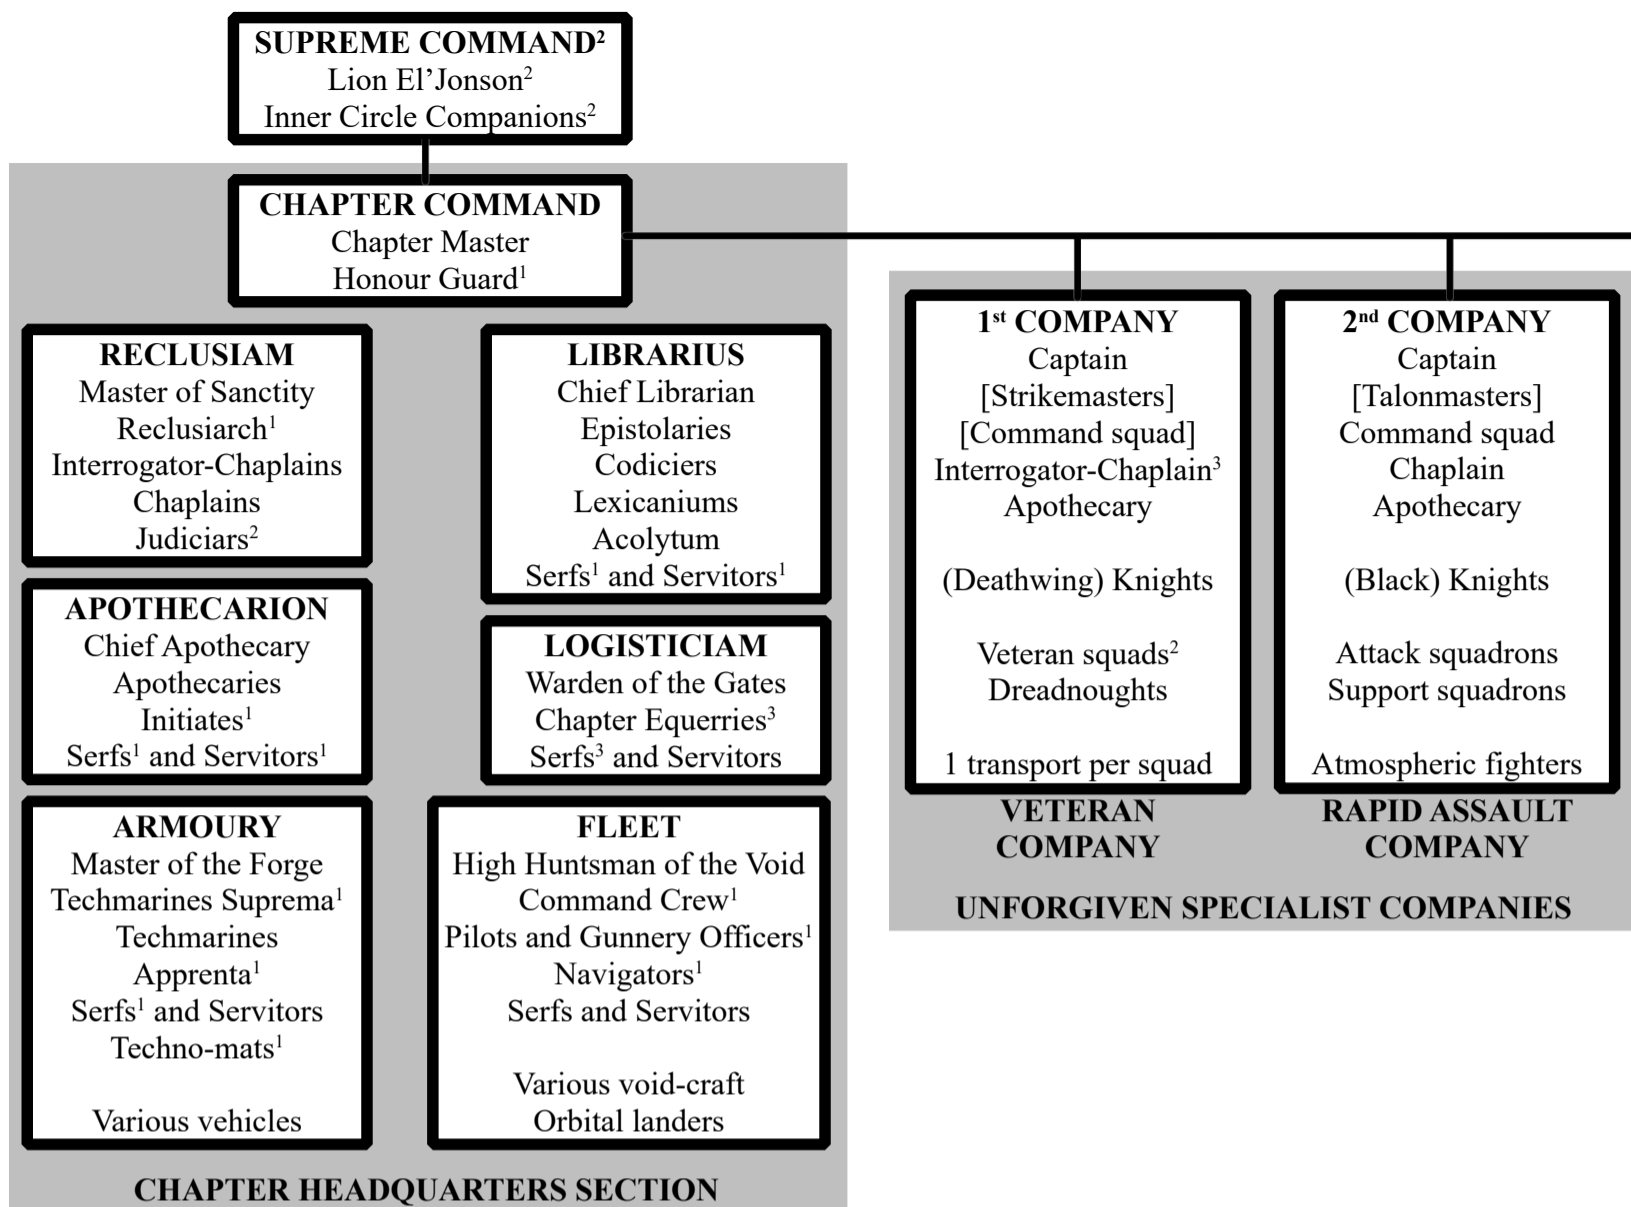 SUPREME COMMAND²
Lion El’Jonson²
Inner Circle Companions²
CHAPTER COMMAND
Chapter Master
Honour Guard¹
RECLUSIAM
Master of Sanctity
Reclusiarch¹
Interrogator-Chaplains
Chaplains
Judiciars²
LIBRARIUS
Chief Librarian
Epistolaries
Codiciers
Lexicaniums
Acolytum
Serfs¹ and Servitors¹
APOTHECARION
Chief Apothecary
Apothecaries
Initiates¹
Serfs¹ and Servitors¹
LOGISTICIAM
Warden of the Gates
Chapter Equerries³
Serfs³ and Servitors
ARMOURY
Master of the Forge
Techmarines Suprema¹
Techmarines
Apprenta¹
Serfs¹ and Servitors
Techno-mats¹
Various vehicles
FLEET
High Huntsman of the Void
Command Crew¹
Pilots and Gunnery Officers¹
Navigators¹
Serfs and Servitors
Various void-craft
Orbital landers
CHAPTER HEADQUARTERS SECTION
1st COMPANY
Captain
[Strikemasters]
[Command squad]
Interrogator-Chaplain³
Apothecary
(Deathwing) Knights
Veteran squads²
Dreadnoughts
1 transport per squad
VETERAN
COMPANY
2nd COMPANY
Captain
[Talonmasters]
Command squad
Chaplain
Apothecary
(Black) Knights
Attack squadrons
Support squadrons
Atmospheric fighters
RAPID ASSAULT
COMPANY
UNFORGIVEN SPECIALIST COMPANIES